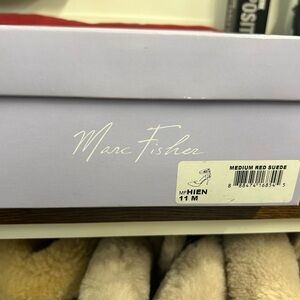 Marc Fisher
MEDIUM RED SUEDE
MFHIEN
11 M